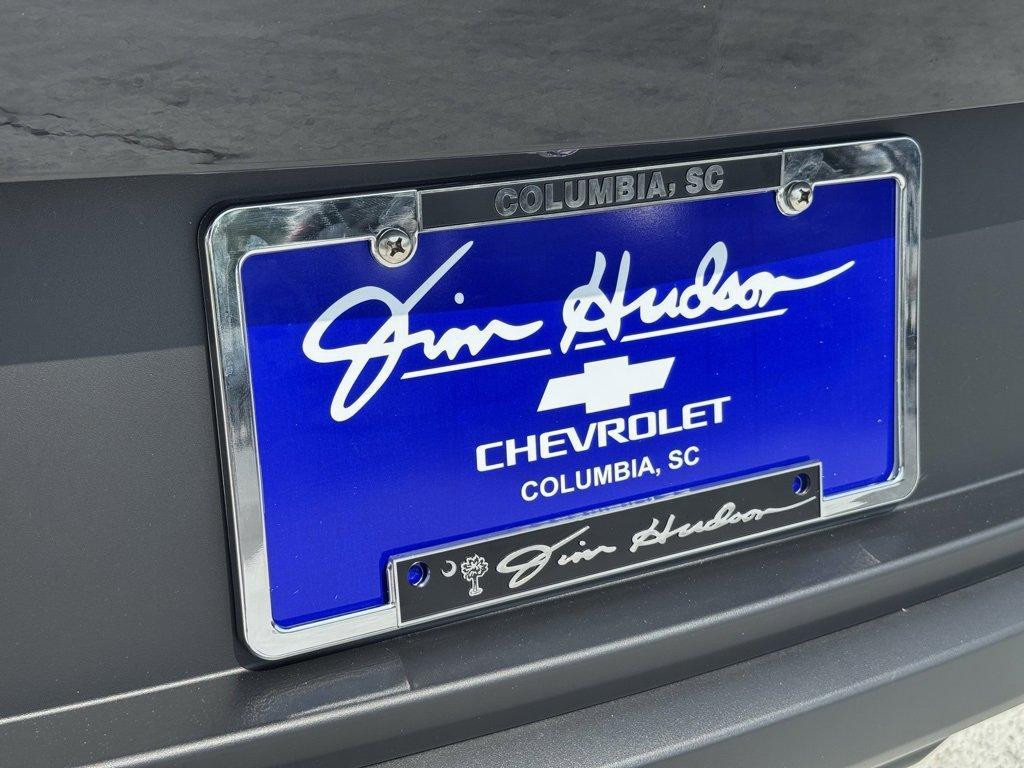 COLUMBIA, SC
Jim Hudson
CHEVROLET
COLUMBIA, SC
Jim Hudson